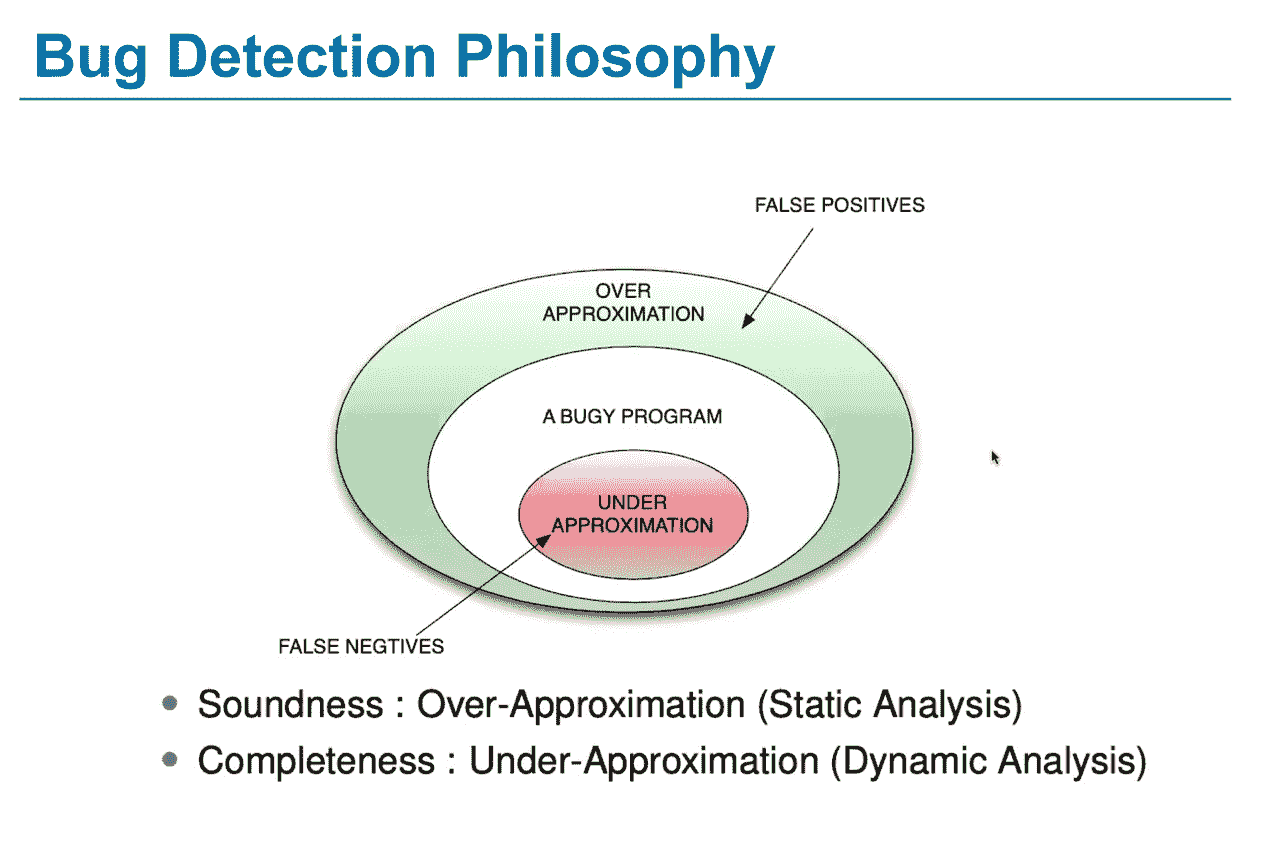 Bug Detection Philosophy
FALSE POSITIVES
OVER
APPROXIMATION
A BUGY PROGRAM
UNDER
APPROXIMATION
FALSE NEGTIVES
Soundness : Over-Approximation (Static Analysis)
Completeness : Under-Approximation (Dynamic Analysis)